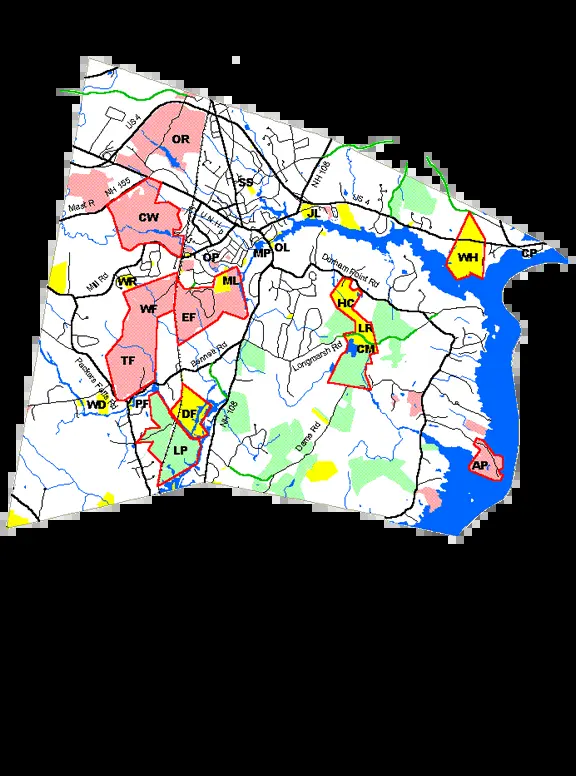 US 4
OR
NH 155
Mast R
SS
NH 108
US 4
CW
U N H
JL
OP
MP
OL
WH
CP
Mill Rd
WR
ML
Durham Point Rd
WF
EF
HC
LR
CM
Longmarsh Rd
Bennett Rd
TF
Packers Falls Rd
WD
PF
DF
NH 108
Dame Rd
LP
AP